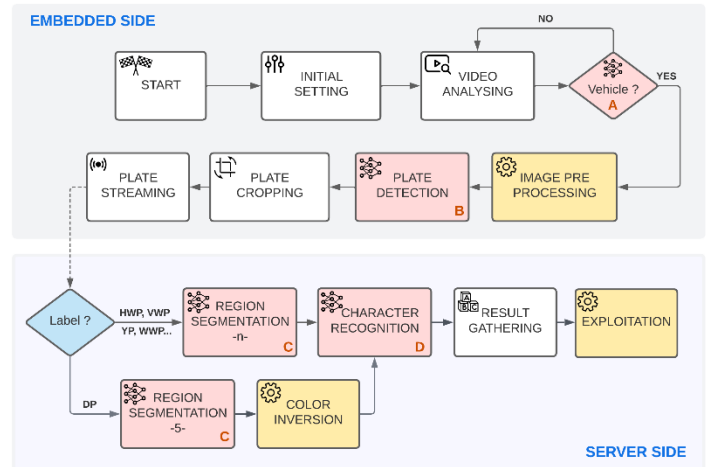 EMBEDDED SIDE
NO
START
INITIAL
SETTING
VIDEO
ANALYSING
Vehicle ?
A
YES
PLATE
STREAMING
PLATE
CROPPING
PLATE
DETECTION
B
IMAGE PRE
PROCESSING
Label ?
HWP, VWP
YP, WWP...
REGION
SEGMENTATION
-n-
C
CHARACTER
RECOGNITION
D
A
B C
RESULT
GATHERING
EXPLOITATION
DP
REGION
SEGMENTATION
-5-
C
COLOR
INVERSION
SERVER SIDE